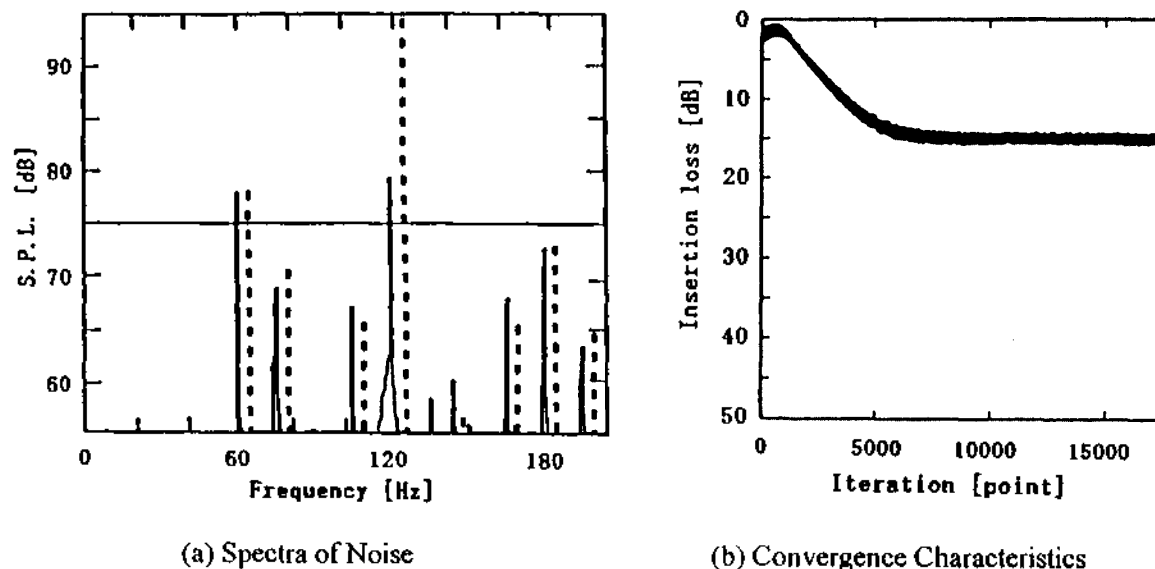 90
80
70
60
S.P.L. [dB]
0 60 120 180
Frequency [Hz]
(a) Spectra of Noise
0
10
20
30
40
50
Insertion loss [dB]
0 5000 10000 15000
Iteration [point]
(b) Convergence Characteristics